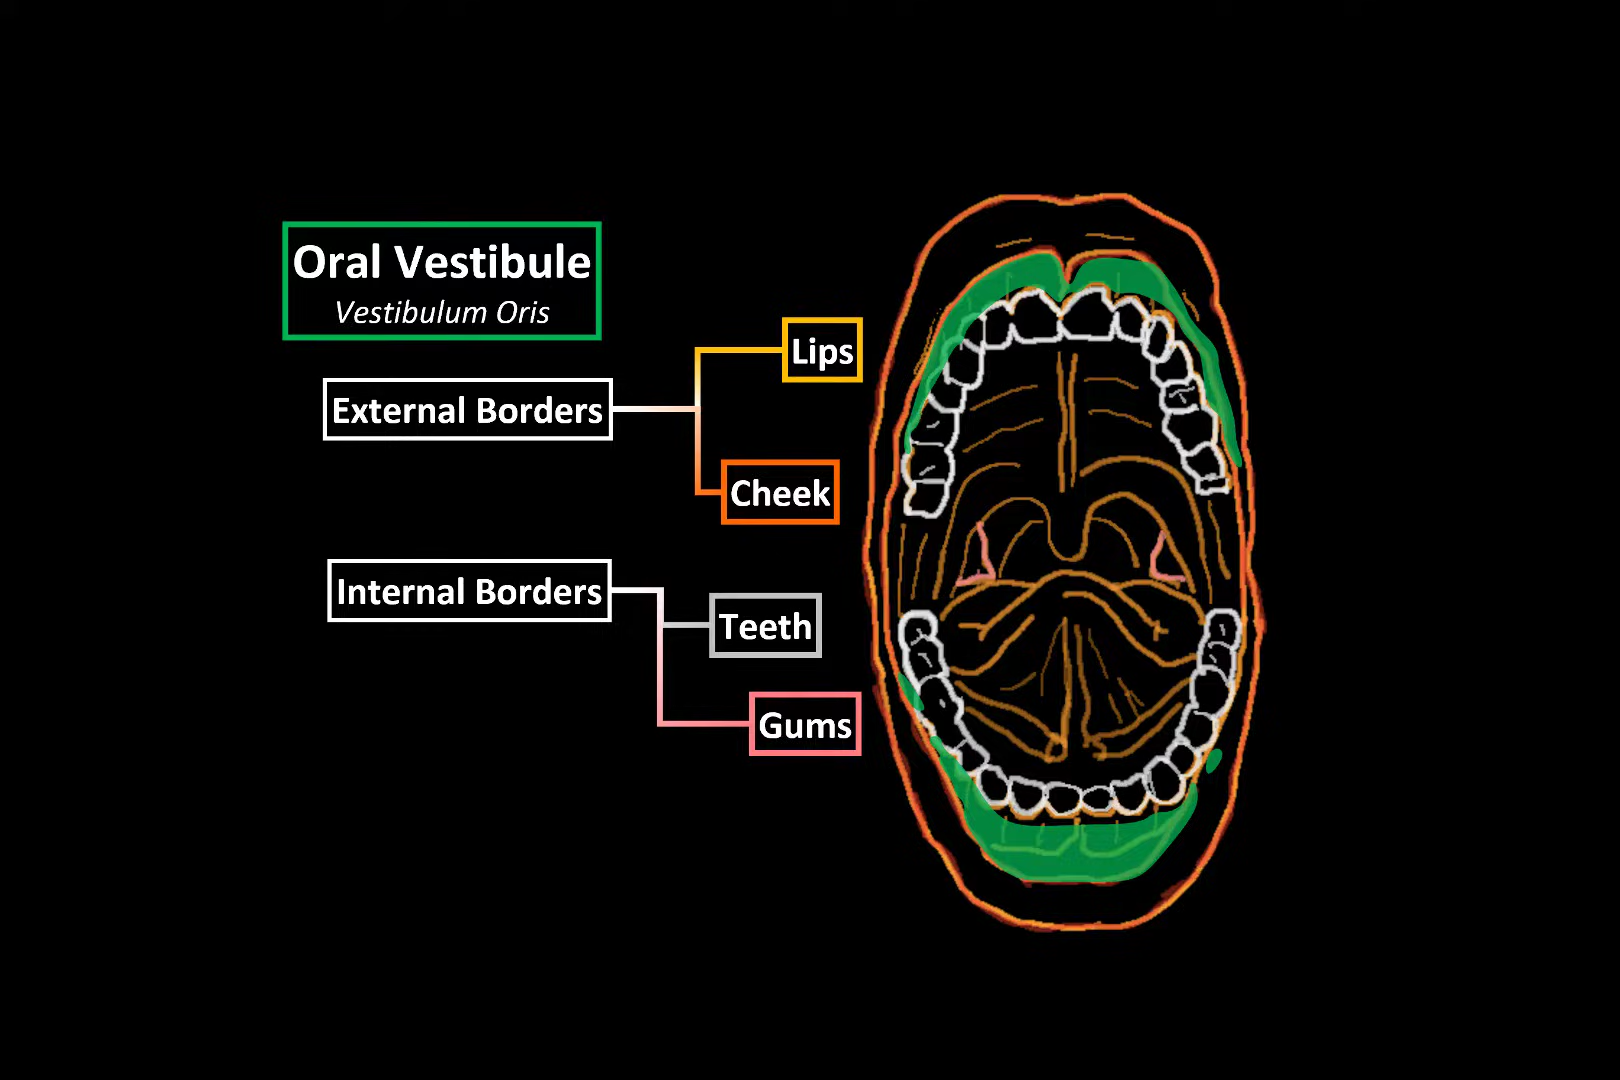 Oral Vestibule
Vestibulum Oris
External Borders
Lips
Cheek
Internal Borders
Teeth
Gums